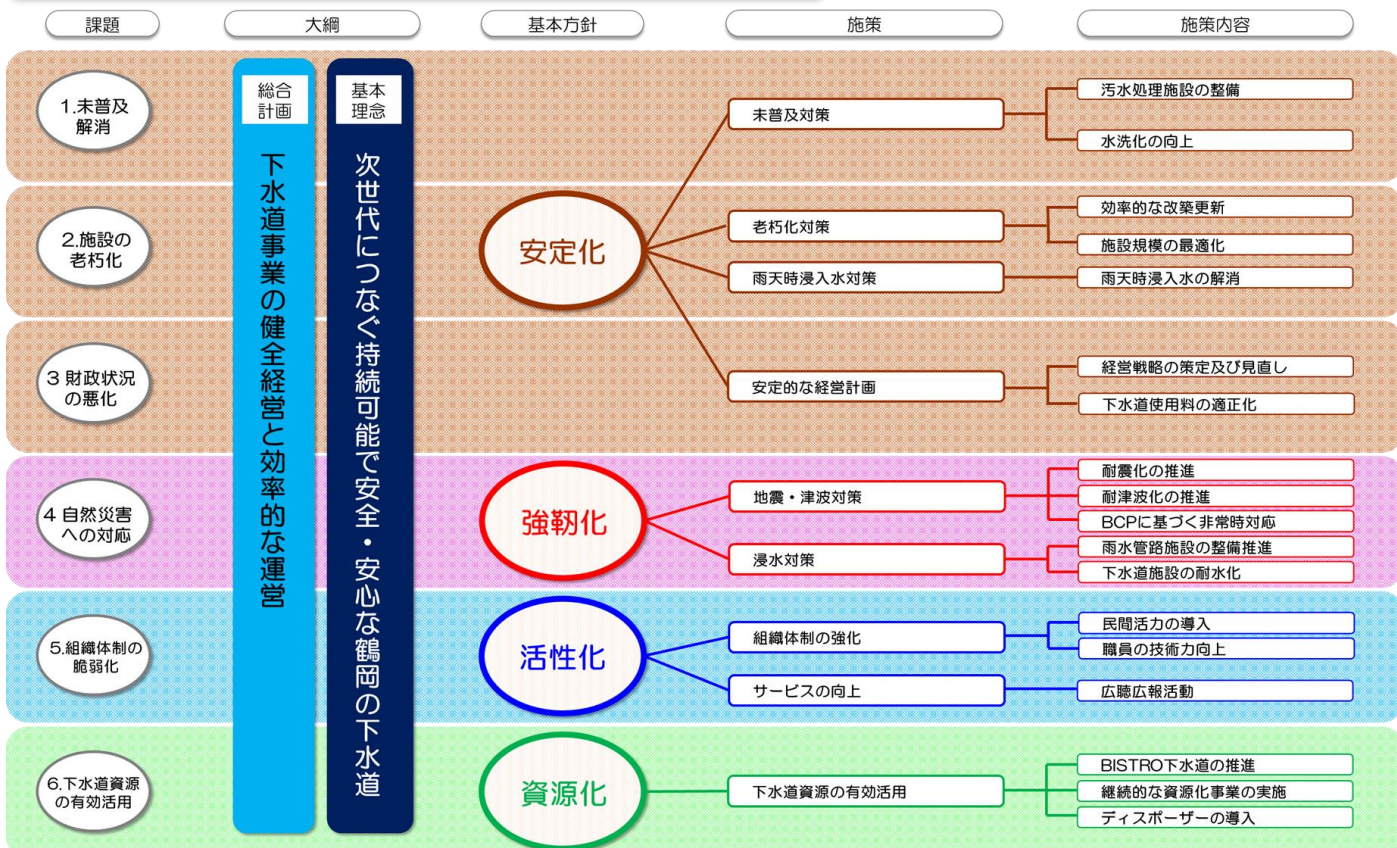 課題
大綱
基本方針
施策
施策内容
1.未普及
解消
2.施設の
老朽化
3 財政状況
の悪化
4 自然災害
への対応
5.組織体制の
脆弱化
6.下水道資源
の有効活用
総合
計画
下水道事業の健全経営と効率的な運営
基本
理念
次世代につなぐ持続可能で安全・安心な鶴岡の下水道
安定化
未普及対策
汚水処理施設の整備
水洗化の向上
老朽化対策
効率的な改築更新
施設規模の最適化
雨天時浸入水対策
雨天時浸入水の解消
安定的な経営計画
経営戦略の策定及び見直し
下水道使用料の適正化
強靭化
地震・津波対策
耐震化の推進
耐津波化の推進
BCPに基づく非常時対応
浸水対策
雨水管路施設の整備推進
下水道施設の耐水化
活性化
組織体制の強化
民間活力の導入
職員の技術力向上
サービスの向上
広聴広報活動
資源化
下水道資源の有効活用
BISTRO下水道の推進
継続的な資源化事業の実施
ディスポーザーの導入